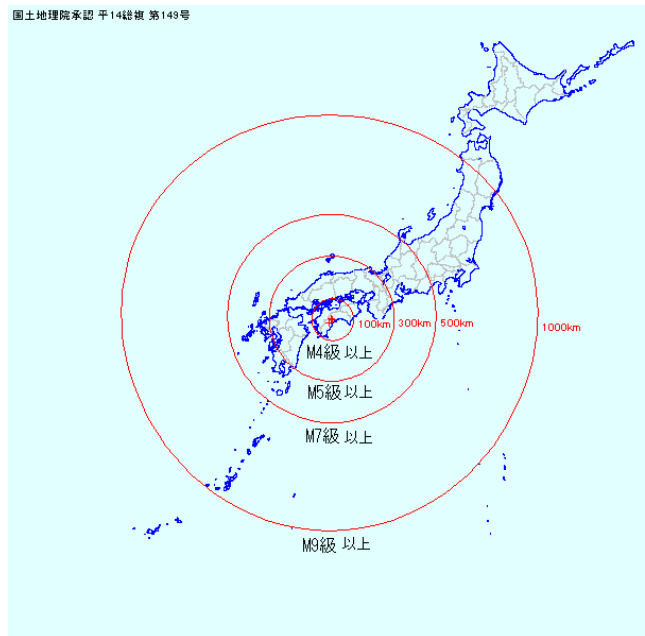 国土地理院承認 平14総複 第149号
100km
300km
500km
1000km
M4級 以上
M5級 以上
M7級 以上
M9級 以上